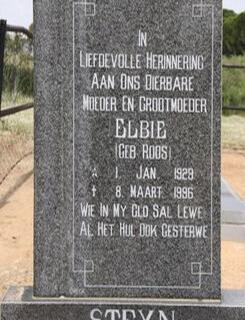 IN
LIEFDEVOLLE HERINNERING
AAN ONS DIERBARE
MOEDER EN GROOTMOEDER
ELBIE
(GEB ROOS)
* 1. JAN. 1929
† 8. MAART. 1996
WIE IN MY GLO SAL LEWE
AL HET HUL OOK GESTERWE
STEYN